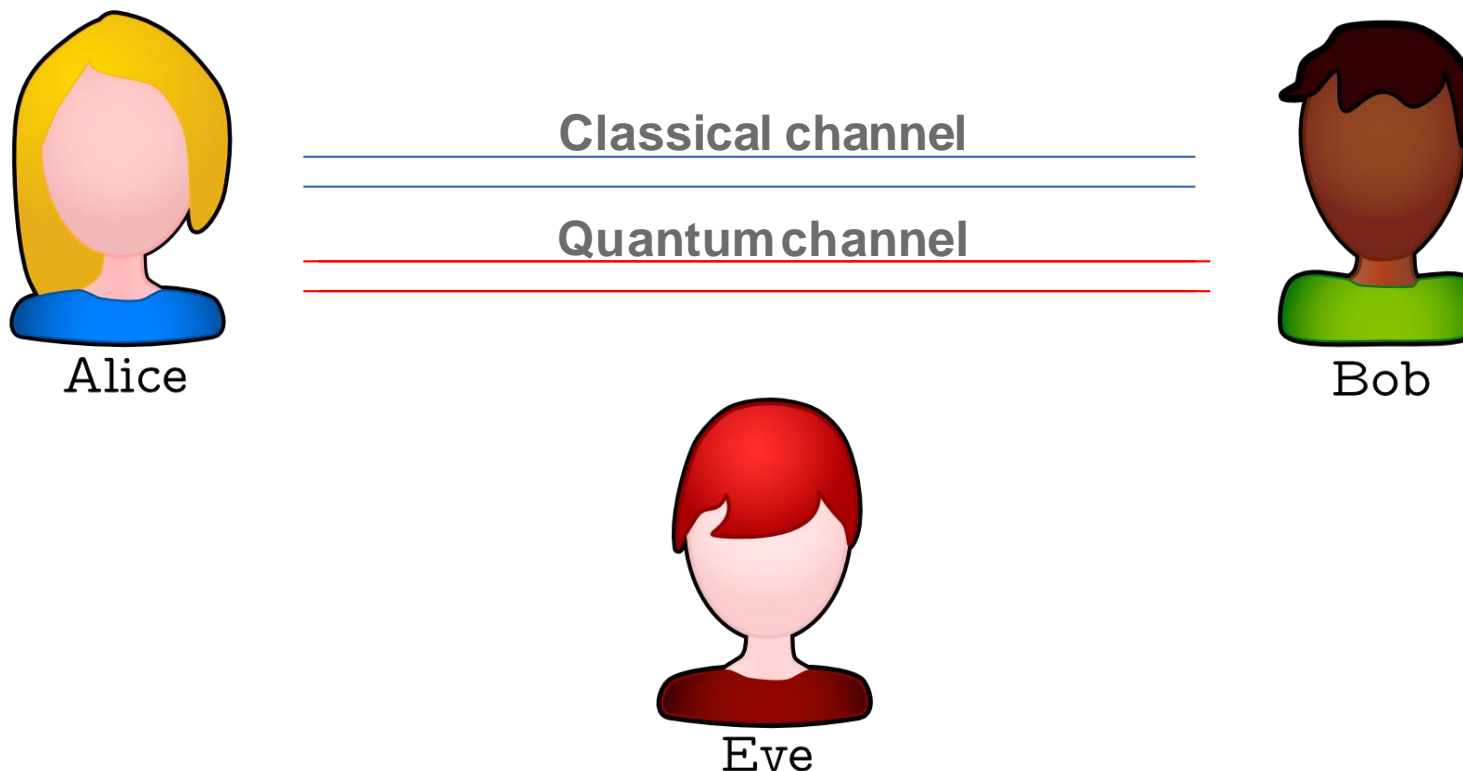 Classical channel
Quantum channel
Alice
Bob
Eve